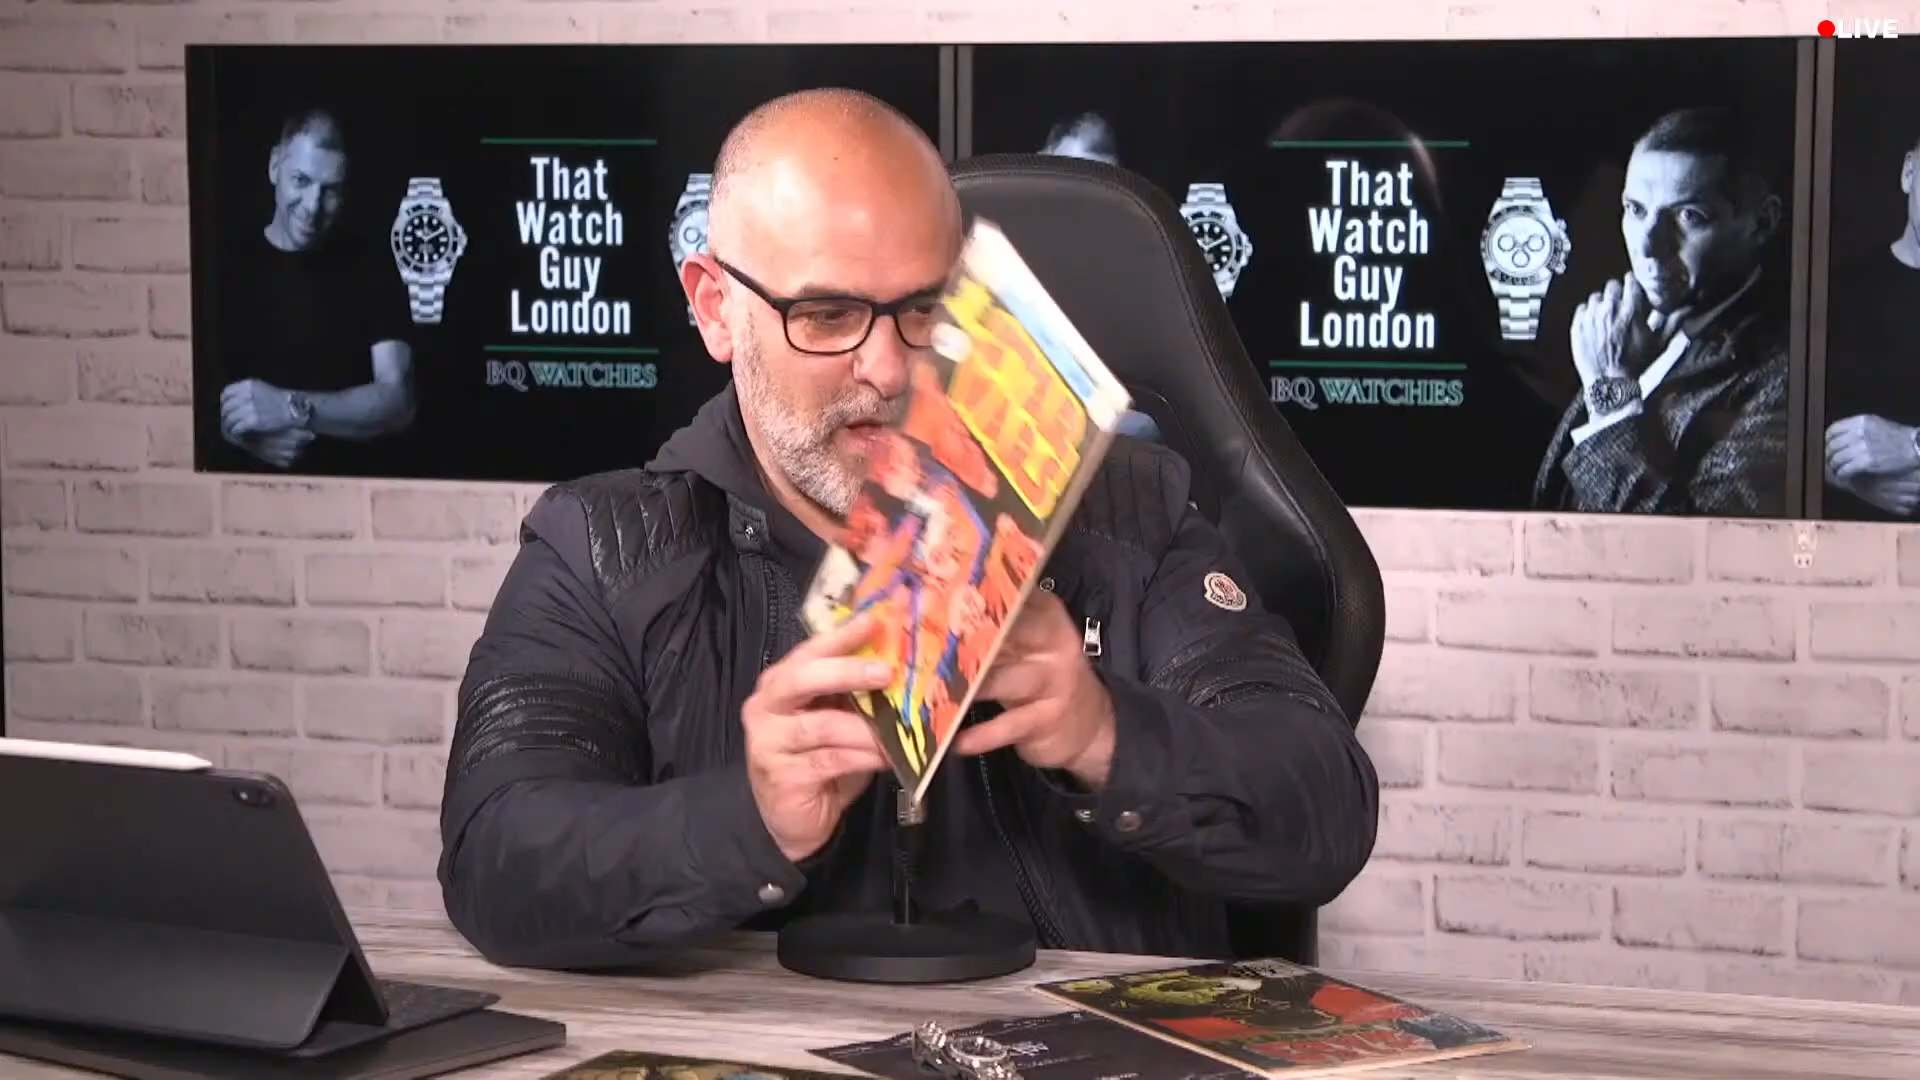 LIVE
That
Watch
Guy
London
BQ WATCHES
That
Watch
Guy
London
BQ WATCHES